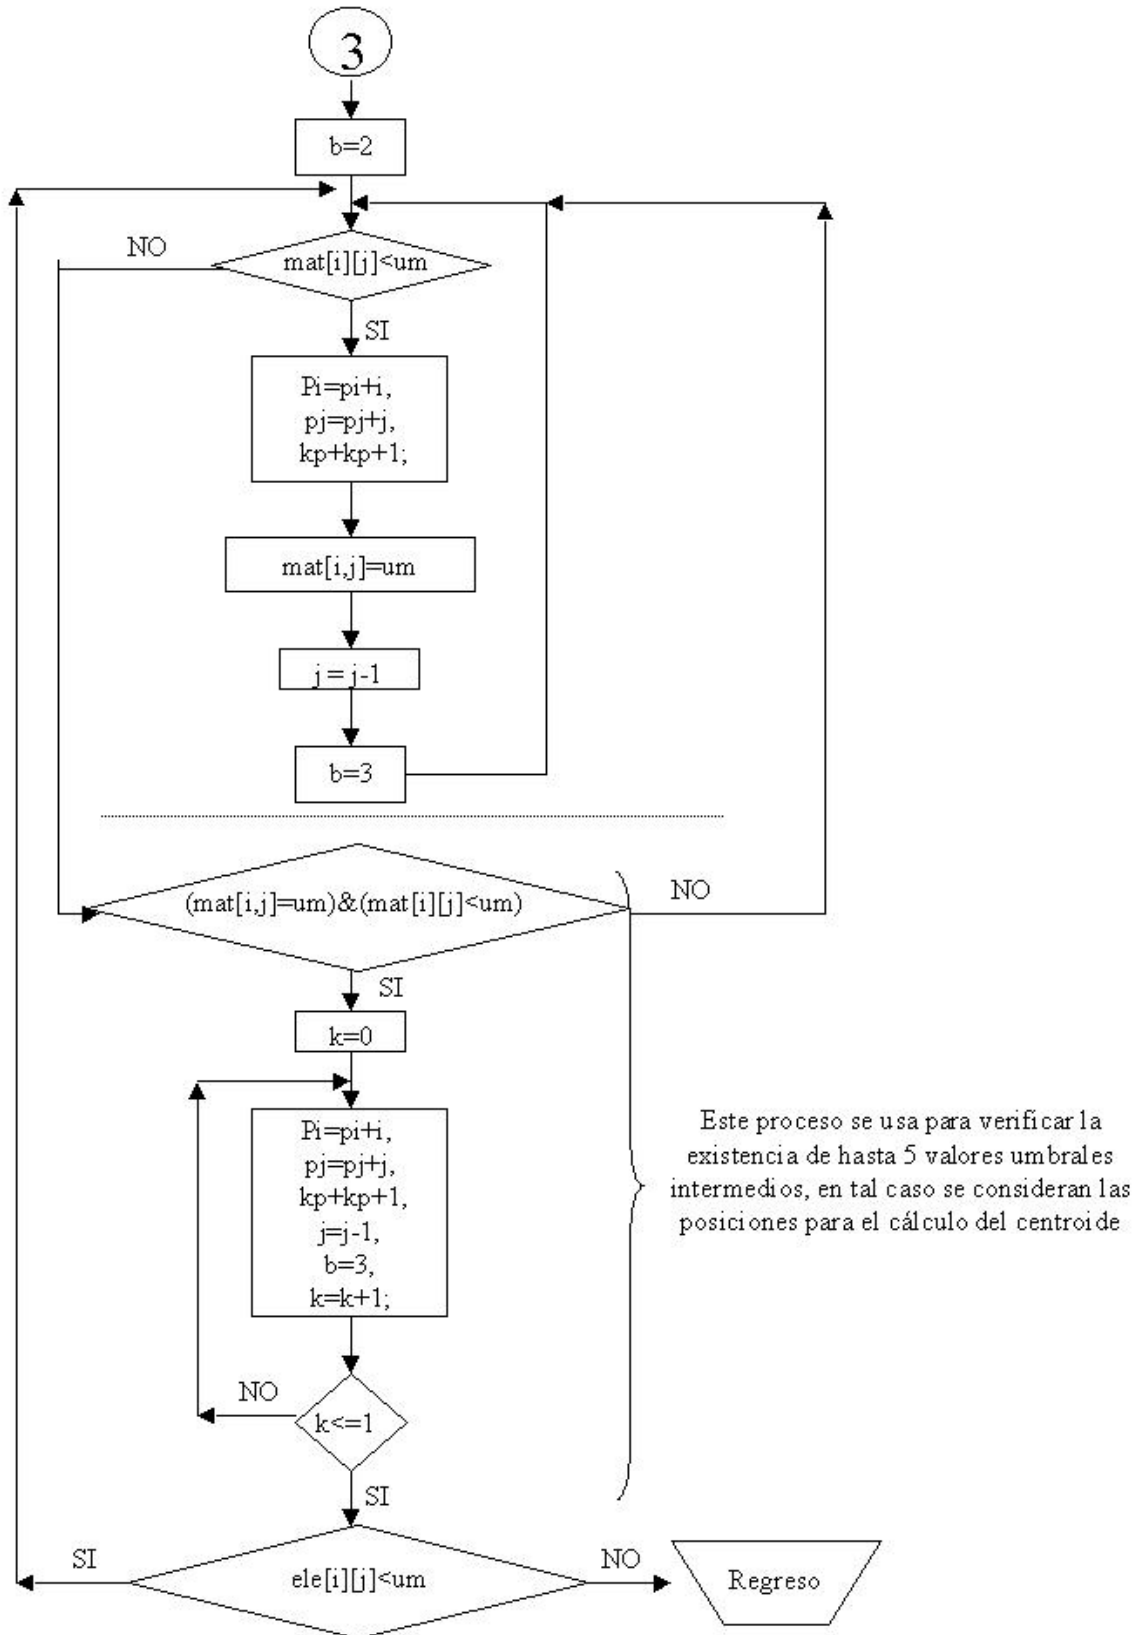 3
b=2
NO
mat[i][j]<um
SI
Pi=pi+i,
pj=pj+j,
kp+kp+1;
mat[i,j]=um
j = j-1
b=3
(mat[i,j]=um)&(mat[i][j]<um)
NO
SI
k=0
Pi=pi+i,
pj=pj+j,
kp+kp+1,
j=j-1,
b=3,
k=k+1;
Este proceso se usa para verificar la
existencia de hasta 5 valores umbrales
intermedios, en tal caso se consideran las
posiciones para el cálculo del centroide
NO
k<=1
SI
SI
ele[i][j]<um
NO
Regreso